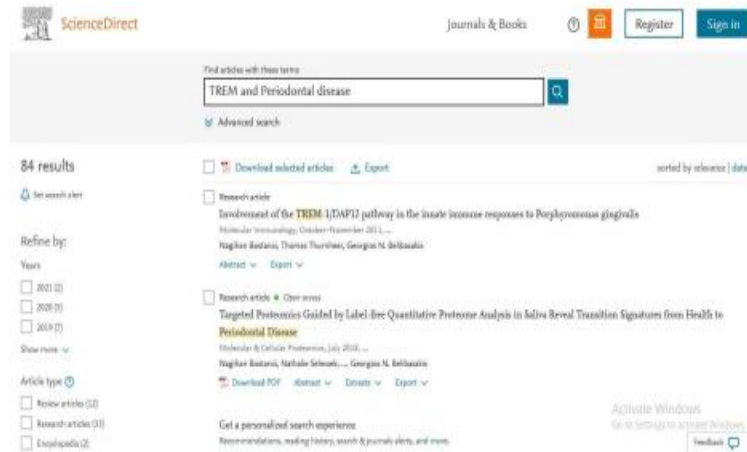 ScienceDirect
Journals & Books
Register
Sign in
Find articles with these terms
TREM and Periodontal disease
Advanced search
84 results
Download selected articles
Export
sorted by relevance | date
Set search alert
Research article
Involvement of the TREM-1/DAP12 pathway in the innate immune responses to Porphyromonas gingivalis
Molecular Immunology, October–November 2011, ...
Nagihan Bostanci, Thomas Thurnheer, Georgios N. Belibasakis
Abstract
Export
Refine by:
Years
2021 (2)
2019 (7)
Show more
Research article
Open access
Targeted Proteomics Guided by Label-free Quantitative Proteome Analysis in Saliva Reveal Transition Signatures from Health to
Periodontal Disease
Molecular & Cellular Proteomics, July 2018, ...
Nagihan Bostanci, Nathalie Selevsek, ... Georgios N. Belibasakis
Download PDF
Abstract
Extracts
Export
Article type
Review articles (12)
Research articles (33)
Encyclopedia (2)
Get a personalized search experience
Recommendations, reading history, search & journals alerts, and more.
Activate Windows
Go to Settings to activate Windows.
Feedback